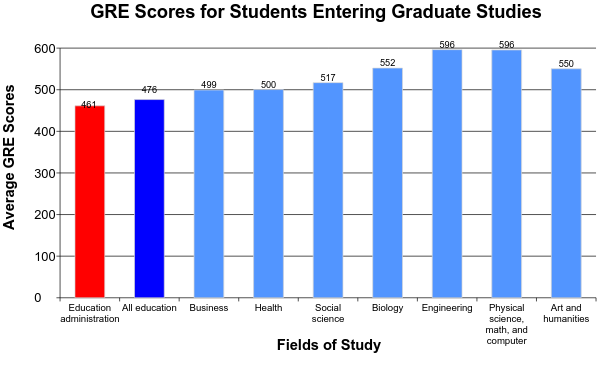 GRE Scores for Students Entering Graduate Studies
Average GRE Scores
600
500
400
300
200
100
0
461
476
499
500
517
552
596
596
550
Education
administration
All education
Business
Health
Social
science
Biology
Engineering
Physical
science,
math, and
computer
Art and
humanities
Fields of Study